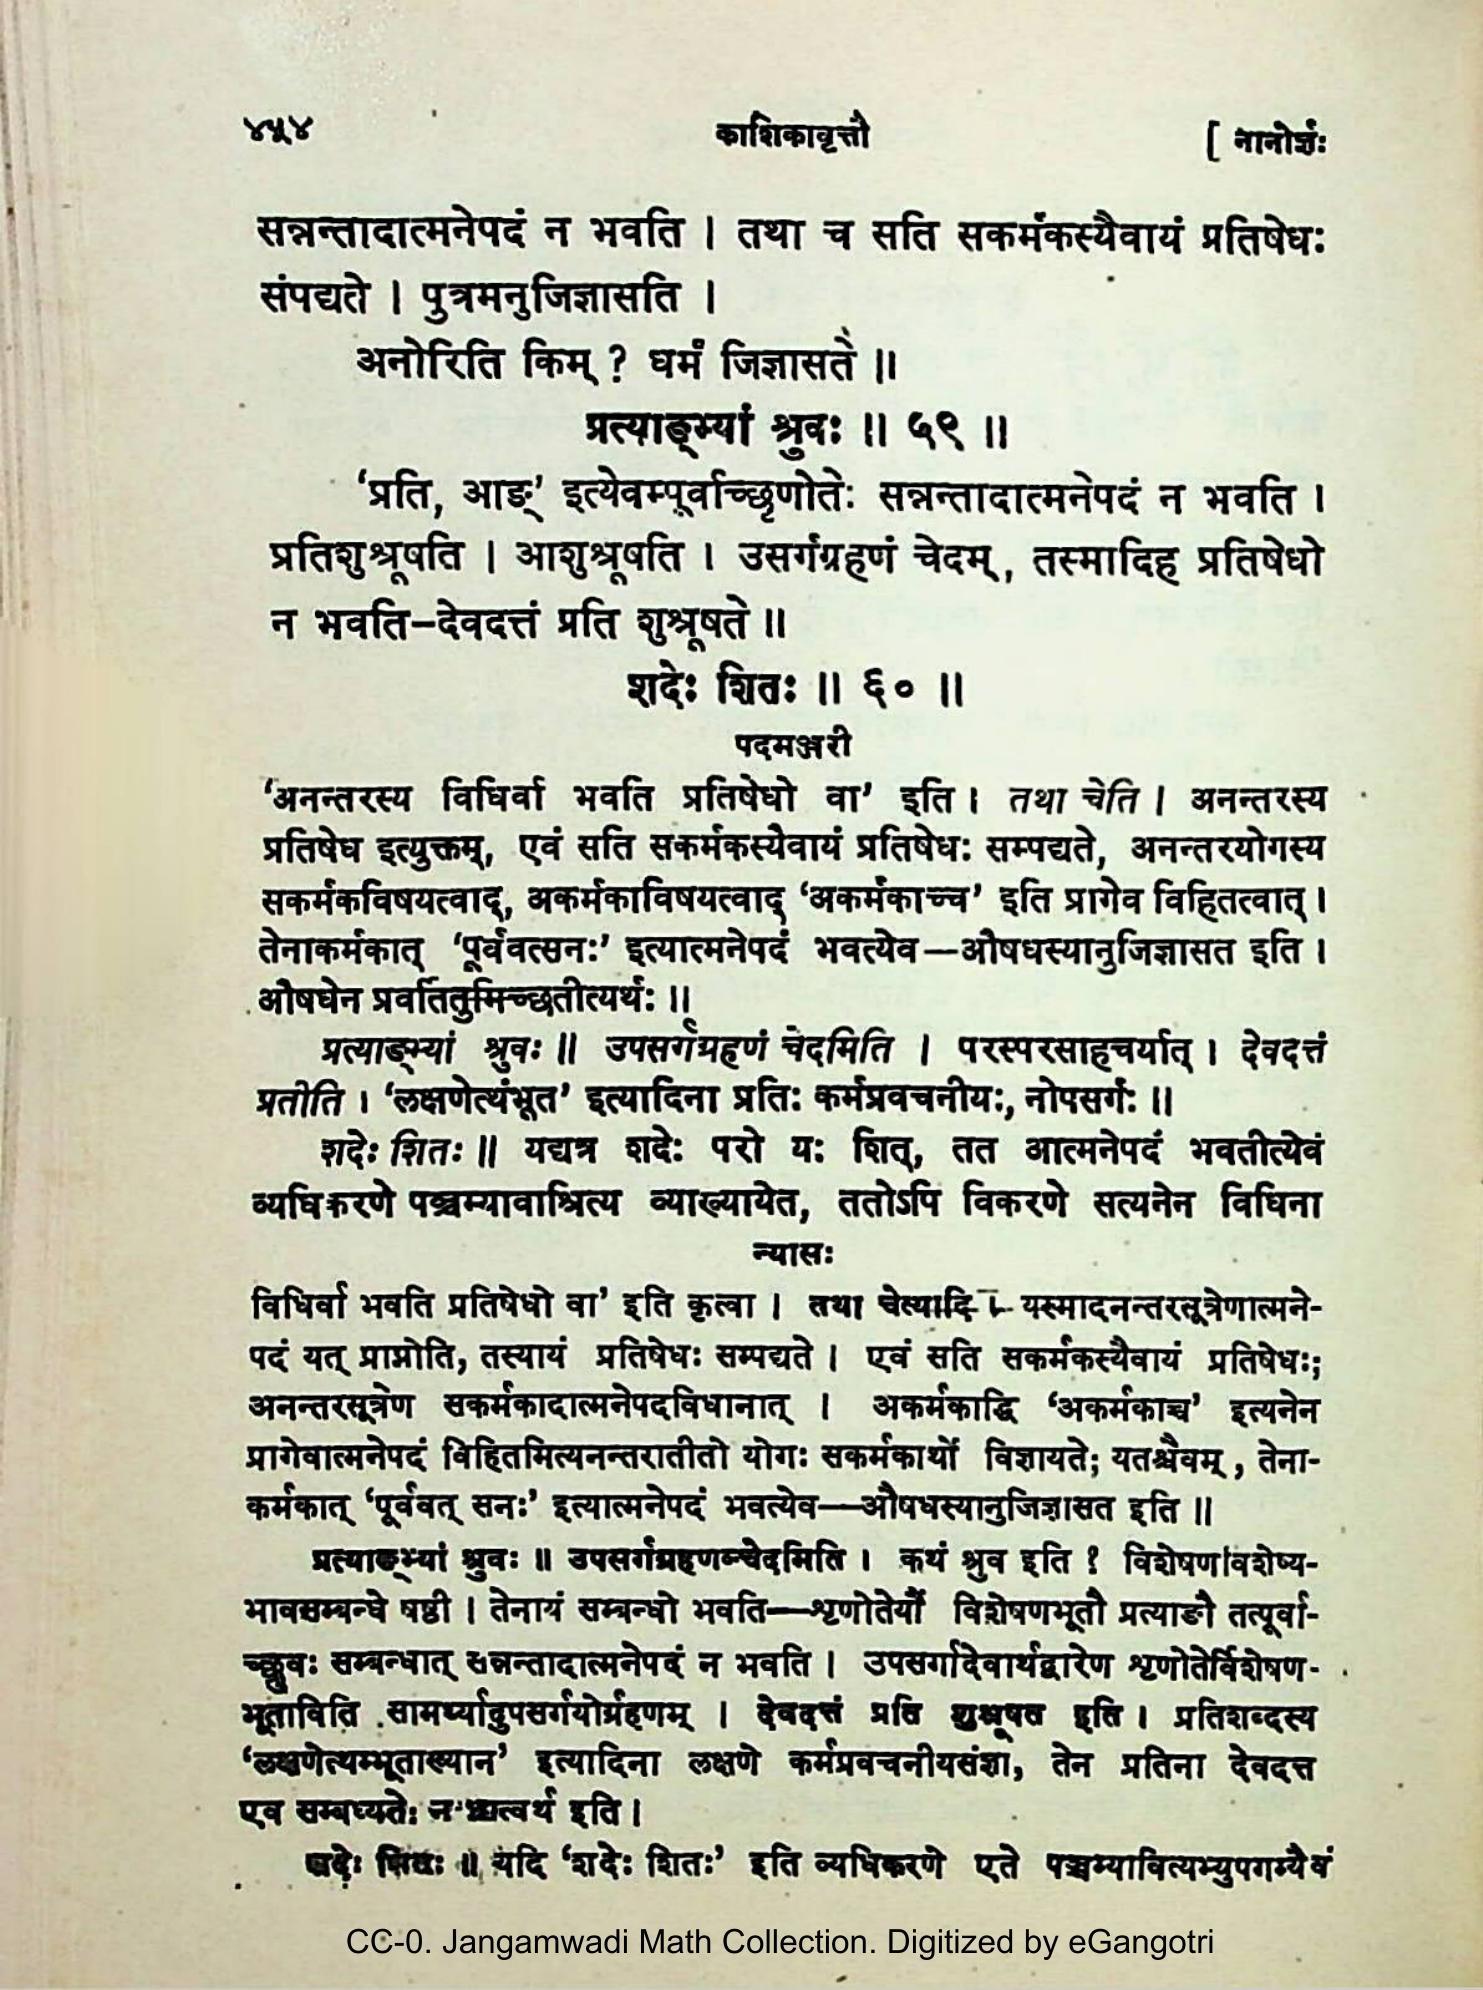 ४५४ काशिकावृत्तौ [ नानोर्ज्ञः
सन्नन्तादात्मनेपदं न भवति । तथा च सति सकर्मकस्यैवायं प्रतिषेधः
संपद्यते । पुत्रमनुजिज्ञासति ।
अनोरिति किम् ? धर्मं जिज्ञासते ॥
प्रत्याङ्भ्यां श्रुवः ॥ ५९ ॥
‘प्रति, आङ्’ इत्येवम्पूर्वाच्छृणोतेः सन्नन्तादात्मनेपदं न भवति ।
प्रतिशुश्रूषति । आशुश्रूषति । उसर्गग्रहणं चेदम्, तस्मादिह प्रतिषेधो
न भवति–देवदत्तं प्रति शुश्रूषते ॥
शदेः शितः ॥ ६० ॥
पदमञ्जरी
‘अनन्तरस्य विधिर्वा भवति प्रतिषेधो वा’ इति । तथा चेति । अनन्तरस्य
प्रतिषेध इत्युक्तम्, एवं सति सकर्मकस्यैवायं प्रतिषेधः सम्पद्यते, अनन्तरयोगस्य
सकर्मकविषयत्वाद्, अकर्मकाविषयत्वाद् ‘अकर्मकाच्च’ इति प्रागेव विहितत्वात् ।
तेनाकर्मकात् ‘पूर्ववत्सनः’ इत्यात्मनेपदं भवत्येव—औषधस्यानुजिज्ञासत इति ।
औषधेन प्रवर्तितुमिच्छतीत्यर्थः ॥
प्रत्याङ्भ्यां श्रुवः ॥ उपसर्गग्रहणं चेदमिति । परस्परसाहचर्यात् । देवदत्तं
प्रतीति । ‘लक्षणेत्थंभूत’ इत्यादिना प्रतिः कर्मप्रवचनीयः, नोपसर्गः ॥
शदेः शितः ॥ यद्यत्र शदेः परो यः शित्, तत आत्मनेपदं भवतीत्येवं
व्यधिकरणे पञ्चम्यावाश्रित्य व्याख्यायेत, ततोऽपि विकरणे सत्यनेन विधिना
न्यासः
विधिर्वा भवति प्रतिषेधो वा’ इति कृत्वा । तथा चेत्यादि । यस्मादनन्तरसूत्रेणात्मने-
पदं यत् प्राप्नोति, तस्यायं प्रतिषेधः सम्पद्यते । एवं सति सकर्मकस्यैवायं प्रतिषेधः;
अनन्तरसूत्रेण सकर्मकादात्मनेपदविधानात् । अकर्मकाद्धि ‘अकर्मकाच्च’ इत्यनेन
प्रागेवात्मनेपदं विहितमित्यनन्तरातीतो योगः सकर्मकार्थो विज्ञायते; यतश्चैवम्, तेना-
कर्मकात् ‘पूर्ववत् सनः’ इत्यात्मनेपदं भवत्येव—औषधस्यानुजिज्ञासत इति ॥
प्रत्याङ्भ्यां श्रुवः ॥ उपसर्गग्रहणञ्चेदमिति । कथं श्रुव इति ? विशेषणविशेष्य-
भावसम्बन्धे षष्ठी । तेनायं सम्बन्धो भवति—शृणोतेर्यौ विशेषणभूतौ प्रत्याङौ तत्पूर्वा-
च्छ्रुवः सम्बन्धात् सन्नन्तादात्मनेपदं न भवति । उपसर्गादेवार्थद्वारेण शृणोतेर्विशेषण-
भूताविति सामर्थ्यादुपसर्गयोर्ग्रहणम् । देवदत्तं प्रति शुश्रूषत इति । प्रतिशब्दस्य
‘लक्षणेत्थम्भूताख्यान’ इत्यादिना लक्षणे कर्मप्रवचनीयसंज्ञा, तेन प्रतिना देवदत्त
एव सम्बध्यते, न धात्वर्थ इति ।
शदेः शितः ॥ यदि ‘शदेः शितः’ इति व्यधिकरणे एते पञ्चम्यावित्यभ्युपगम्यैवं
CC-0. Jangamwadi Math Collection. Digitized by eGangotri